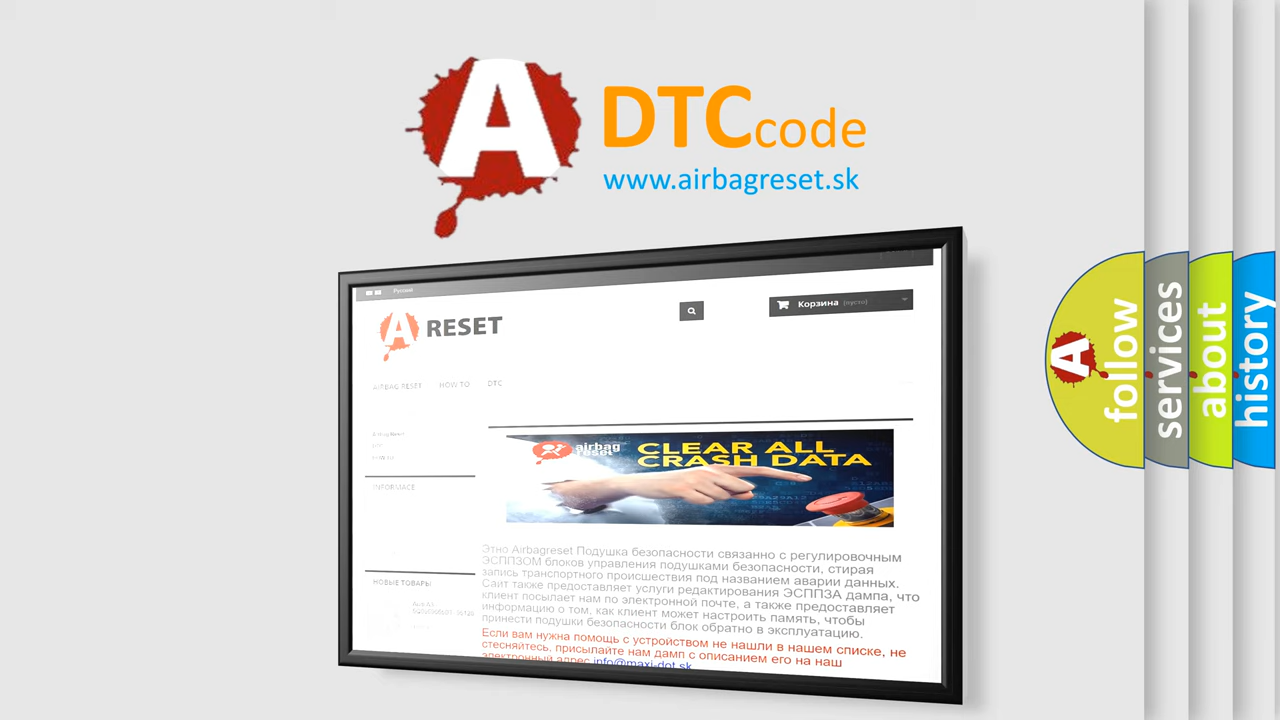 A
DTC code
www.airbagreset.sk
Русский
Корзина (пусто)
A RESET
AIRBAG RESET HOW TO DTC
Airbag Reset
INFORMACE
airbag
reset
CLEAR ALL
CRASH DATA
Этно Airbagreset Подушка безопасности связанно с регулировочным
ЭСППЗОМ блоков управления подушками безопасности, стирая
запись транспортного происшествия под названием аварии данных.
Сайт также предоставляет услуги редактирования ЭСППЗА дампа, что
клиент посылает нам по электронной почте, а также предоставляет
информацию о том, как клиент может настроить память, чтобы
принести подушки безопасности блок обратно в эксплуатацию.
Если вам нужна помощь с устройством не нашли в нашем списке, не
стесняйтесь, присылайте нам дамп с описанием его на наш
электронный адрес info@maxi-dot.sk
НОВЫЕ ТОВАРЫ
A
follow
services
about
history